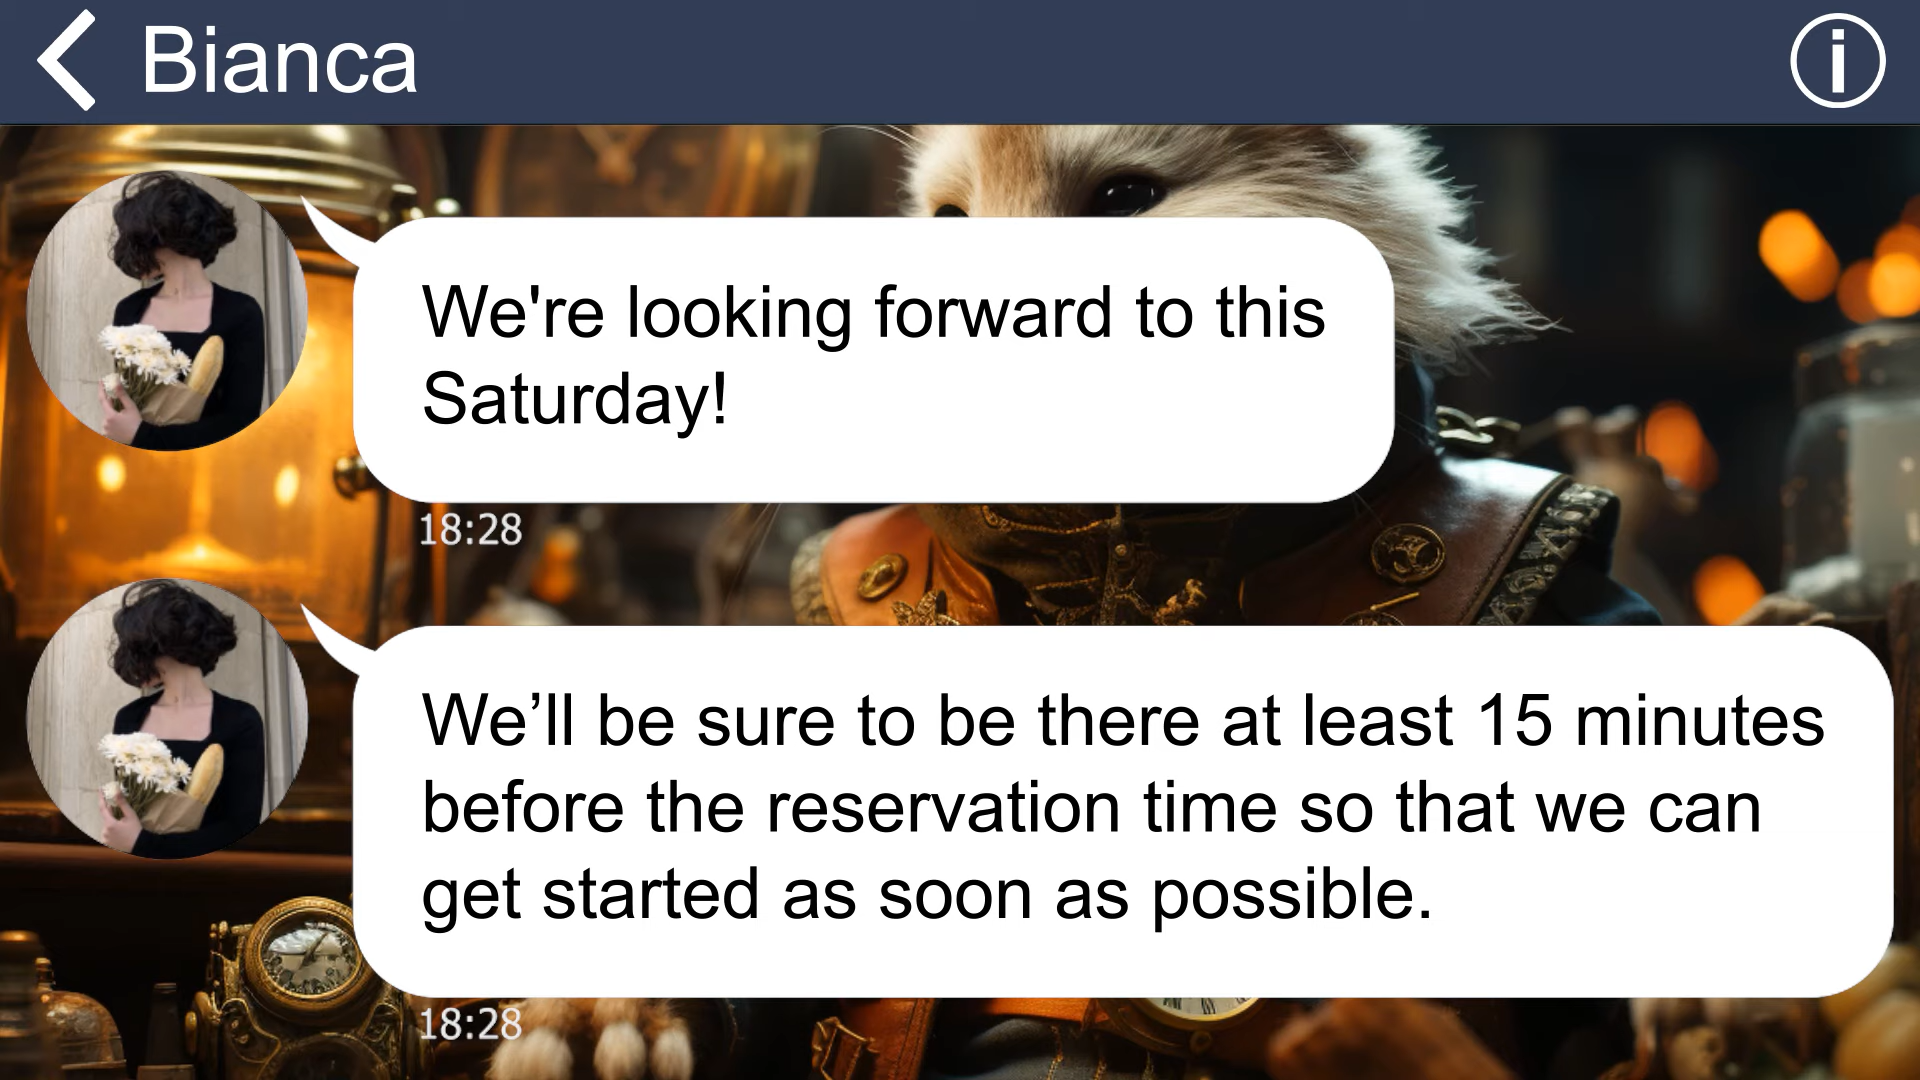 Bianca
We're looking forward to this
Saturday!
18:28
We’ll be sure to be there at least 15 minutes
before the reservation time so that we can
get started as soon as possible.
18:28